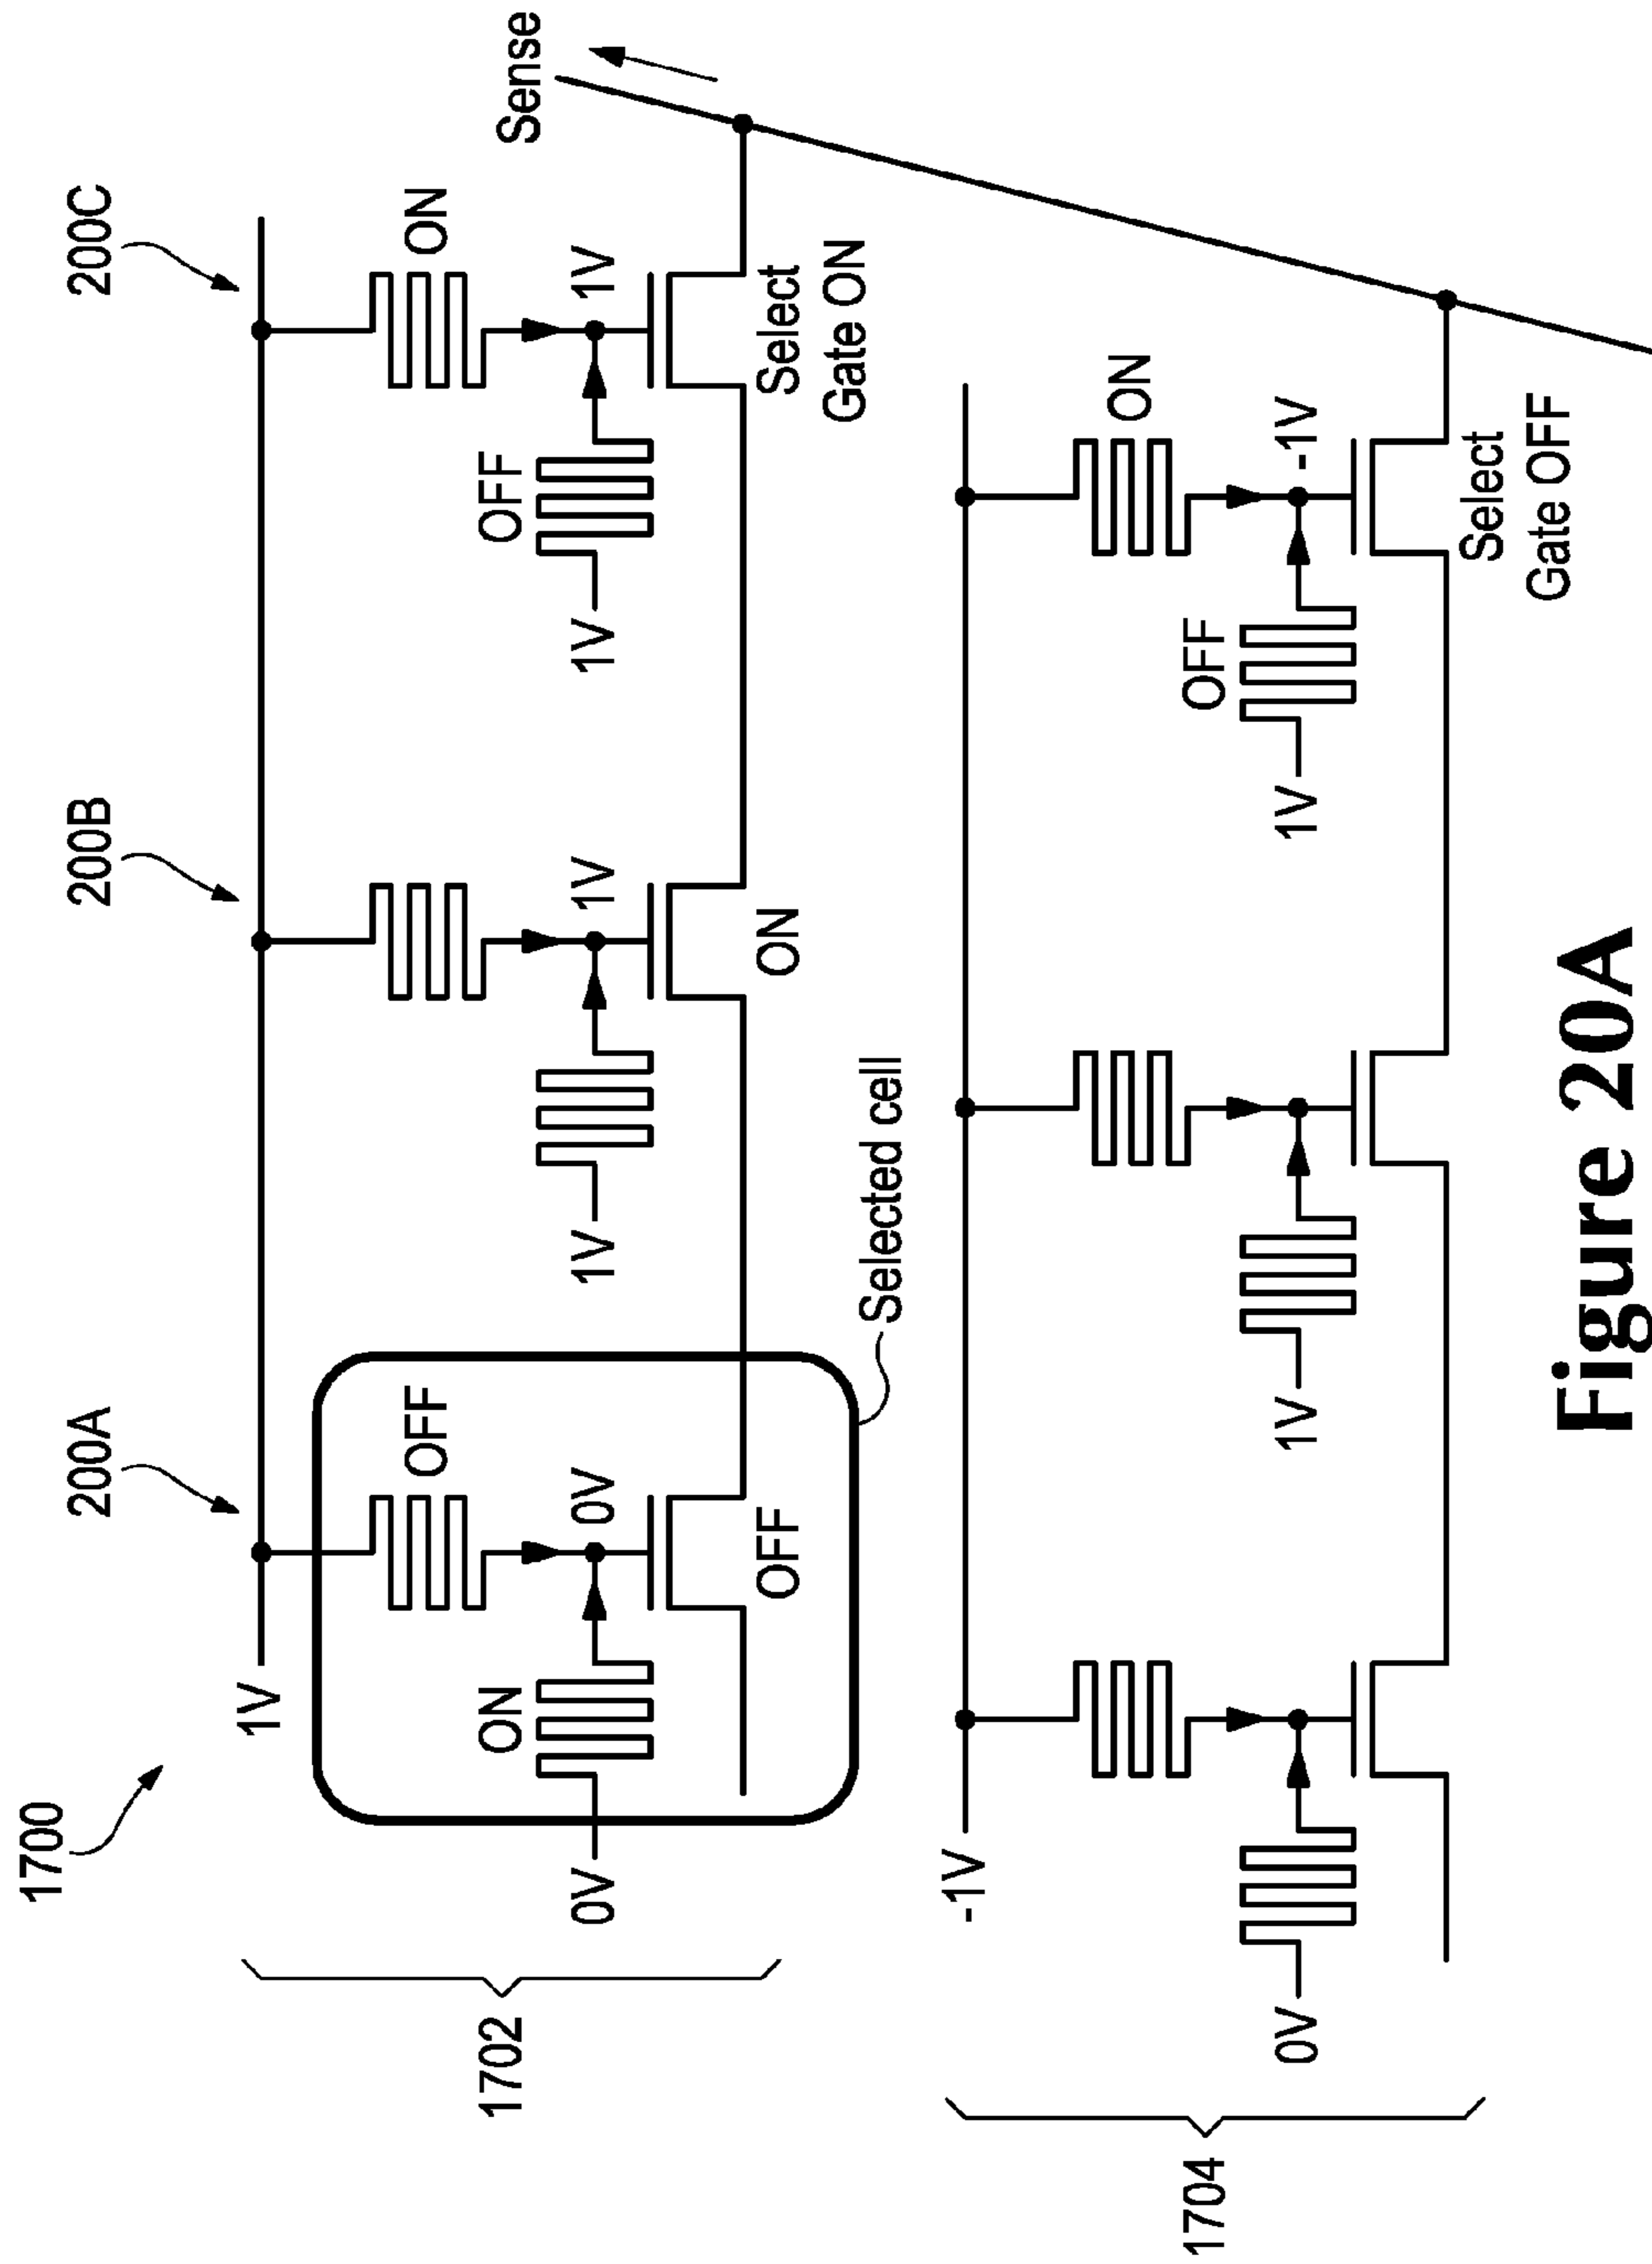 1700
200A
200B
200C
1V
Sense
OFF
ON
ON
OFF
0V
0V
1V
1V
1V
1V
OFF
ON
Select
Gate ON
1702
Selected cell
-1V
ON
OFF
0V
1V
1V
-1V
Select
Gate OFF
1704
Figure 20A